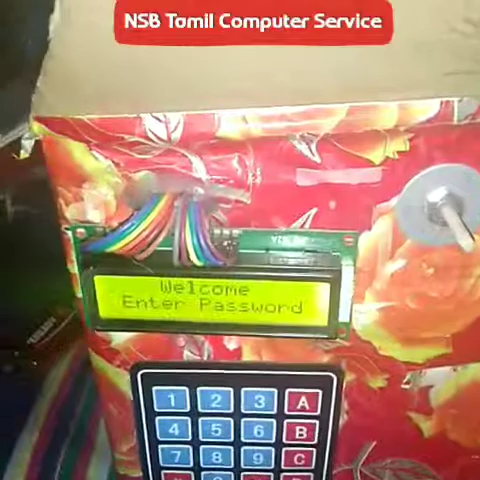 NSB Tamil Computer Service
Welcome
Enter Password
1 2 3 A
4 5 6 B
7 8 9 C